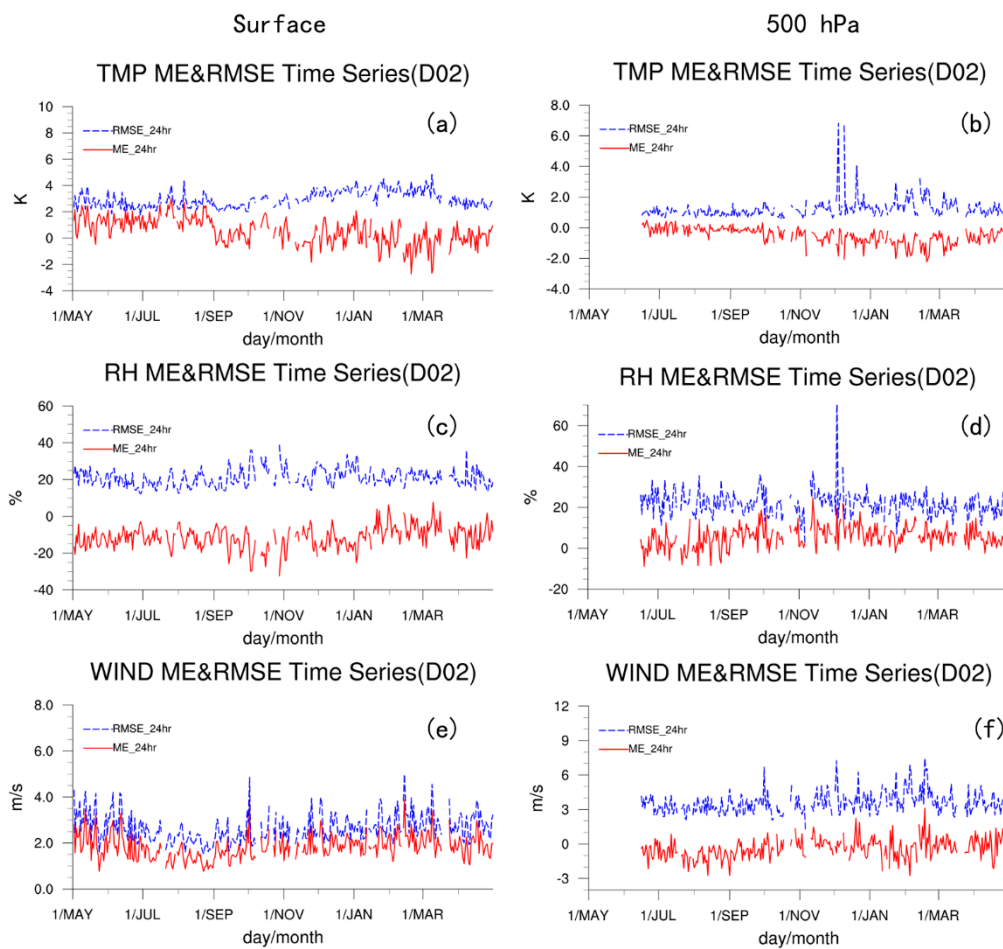 Surface
500 hPa
TMP ME&RMSE Time Series(D02)
(a)
RMSE_24hr
ME_24hr
10
8
6
4
2
0
-2
-4
K
1/MAY 1/JUL 1/SEP 1/NOV 1/JAN 1/MAR
day/month
TMP ME&RMSE Time Series(D02)
(b)
RMSE_24hr
ME_24hr
8.0
6.0
4.0
2.0
0.0
-2.0
-4.0
K
1/MAY 1/JUL 1/SEP 1/NOV 1/JAN 1/MAR
day/month
RH ME&RMSE Time Series(D02)
(c)
RMSE_24hr
ME_24hr
60
40
20
0
-20
-40
%
1/MAY 1/JUL 1/SEP 1/NOV 1/JAN 1/MAR
day/month
RH ME&RMSE Time Series(D02)
(d)
RMSE_24hr
ME_24hr
60
40
20
0
-20
%
1/MAY 1/JUL 1/SEP 1/NOV 1/JAN 1/MAR
day/month
WIND ME&RMSE Time Series(D02)
(e)
RMSE_24hr
ME_24hr
8.0
6.0
4.0
2.0
0.0
m/s
1/MAY 1/JUL 1/SEP 1/NOV 1/JAN 1/MAR
day/month
WIND ME&RMSE Time Series(D02)
(f)
RMSE_24hr
ME_24hr
12
9
6
3
0
-3
m/s
1/MAY 1/JUL 1/SEP 1/NOV 1/JAN 1/MAR
day/month